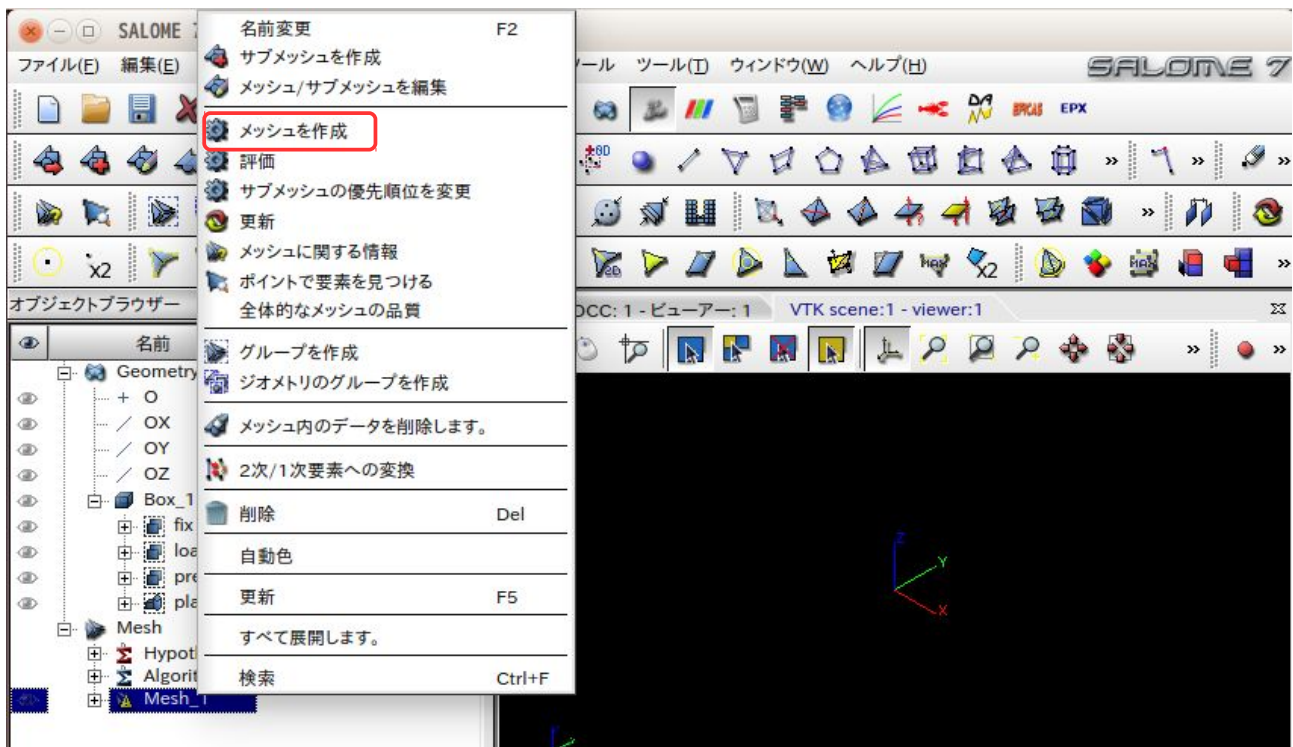 SALOME 7
SALOME 7
ファイル(F) 編集(E)
ール ツール(T) ウィンドウ(W) ヘルプ(H)
名前変更 F2
サブメッシュを作成
メッシュ/サブメッシュを編集
メッシュを作成
評価
サブメッシュの優先順位を変更
更新
メッシュに関する情報
ポイントで要素を見つける
全体的なメッシュの品質
グループを作成
ジオメトリのグループを作成
メッシュ内のデータを削除します。
2次/1次要素への変換
削除 Del
自動色
更新 F5
すべて展開します。
検索 Ctrl+F
EPX
+0D
x2
2D
x2
オブジェクトブラウザー
OCC: 1 - ビューアー: 1 VTK scene:1 - viewer:1
名前
Geometry
O
OX
OY
OZ
Box_1
fix
loa
pre
pla
Mesh
Hypot
Algorit
Mesh_1
Z
Y
X